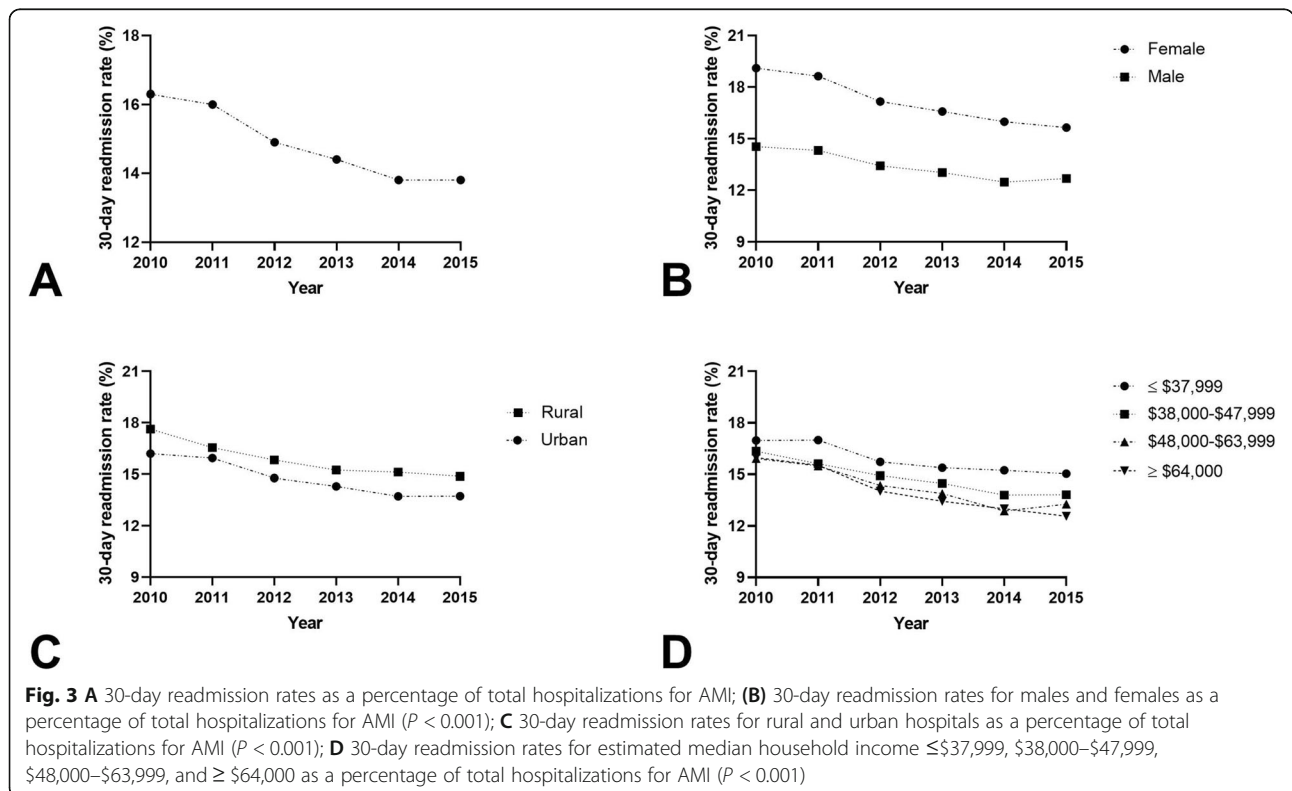 30-day readmission rate (%)
18
16
14
12
2010 2011 2012 2013 2014 2015
Year
A
30-day readmission rate (%)
21
18
15
12
9
2010 2011 2012 2013 2014 2015
Year
Female
Male
B
30-day readmission rate (%)
21
18
15
12
9
2010 2011 2012 2013 2014 2015
Year
Rural
Urban
C
30-day readmission rate (%)
21
18
15
12
9
2010 2011 2012 2013 2014 2015
Year
≤ $37,999
$38,000-$47,999
$48,000-$63,999
≥ $64,000
D
Fig. 3 A 30-day readmission rates as a percentage of total hospitalizations for AMI; (B) 30-day readmission rates for males and females as a
percentage of total hospitalizations for AMI (P < 0.001); C 30-day readmission rates for rural and urban hospitals as a percentage of total
hospitalizations for AMI (P < 0.001); D 30-day readmission rates for estimated median household income ≤$37,999, $38,000–$47,999,
$48,000–$63,999, and ≥ $64,000 as a percentage of total hospitalizations for AMI (P < 0.001)